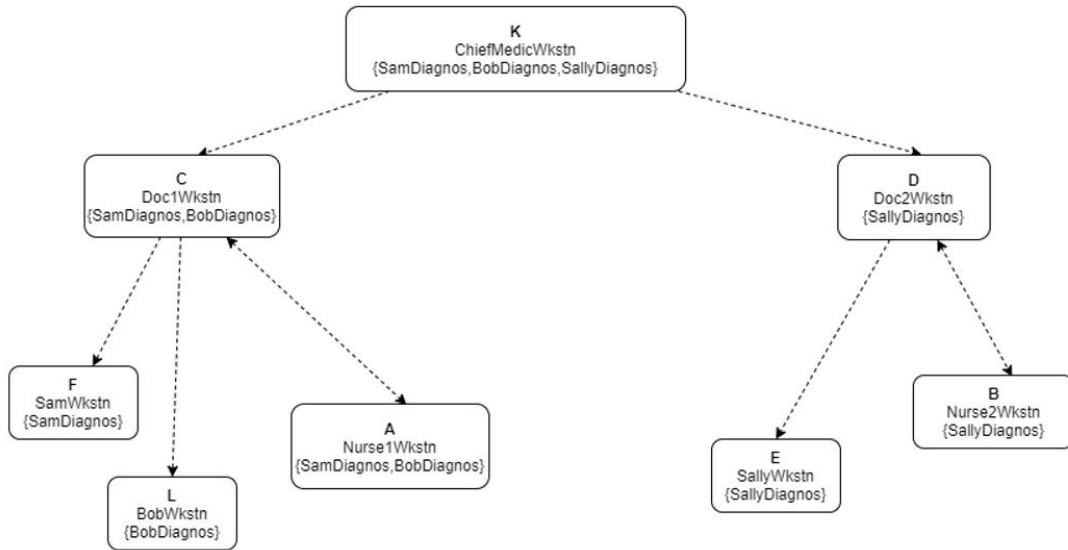 K
ChiefMedicWkstn
{SamDiagnos,BobDiagnos,SallyDiagnos}
C
Doc1Wkstn
{SamDiagnos,BobDiagnos}
D
Doc2Wkstn
{SallyDiagnos}
F
SamWkstn
{SamDiagnos}
L
BobWkstn
{BobDiagnos}
A
Nurse1Wkstn
{SamDiagnos,BobDiagnos}
E
SallyWkstn
{SallyDiagnos}
B
Nurse2Wkstn
{SallyDiagnos}